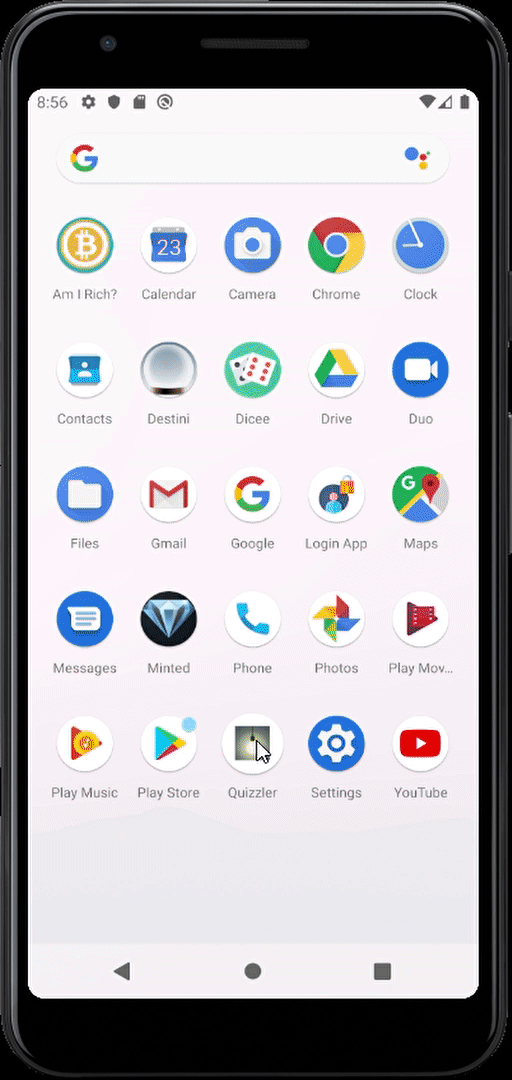 8:56
Am I Rich? Calendar Camera Chrome Clock
Contacts Destini Dicee Drive Duo
Files Gmail Google Login App Maps
Messages Minted Phone Photos Play Mov...
Play Music Play Store Quizzler Settings YouTube
23